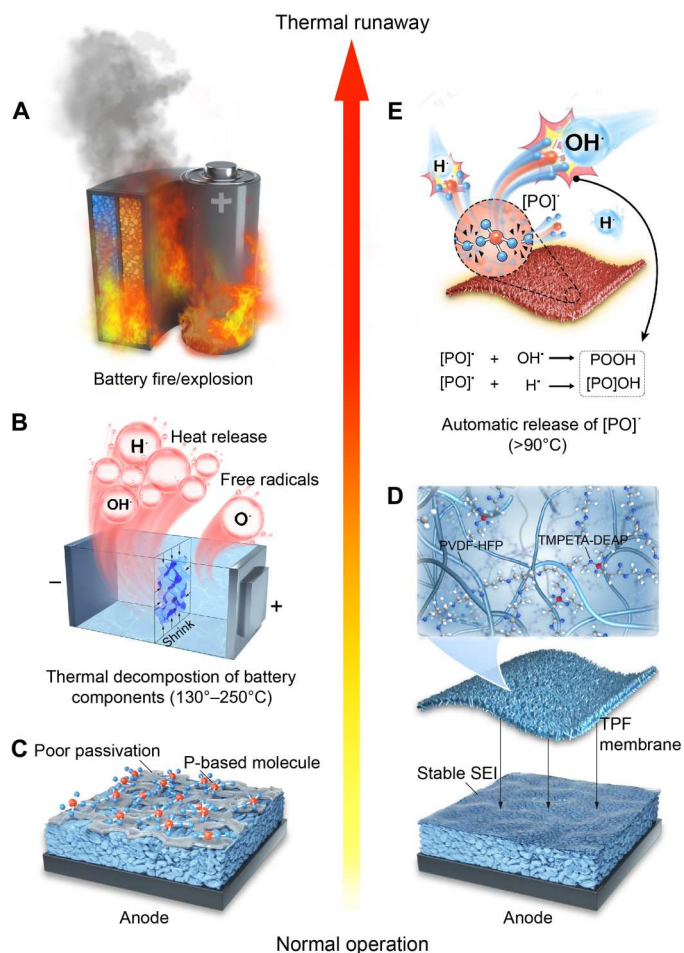 Thermal runaway
A
+
Battery fire/explosion
B
H·
Heat release
Free radicals
OH·
O·
–
+
Shrink
Thermal decompostion of battery
components (130°–250°C)
C
Poor passivation
P-based molecule
Anode
E
H·
OH·
[PO]·
H·
[PO]· + OH· POOH
[PO]· + H· [PO]OH
Automatic release of [PO]·
(>90°C)
D
PVDF-HFP
TMPETA-DEAP
TPF
membrane
Stable SEI
Anode
Normal operation